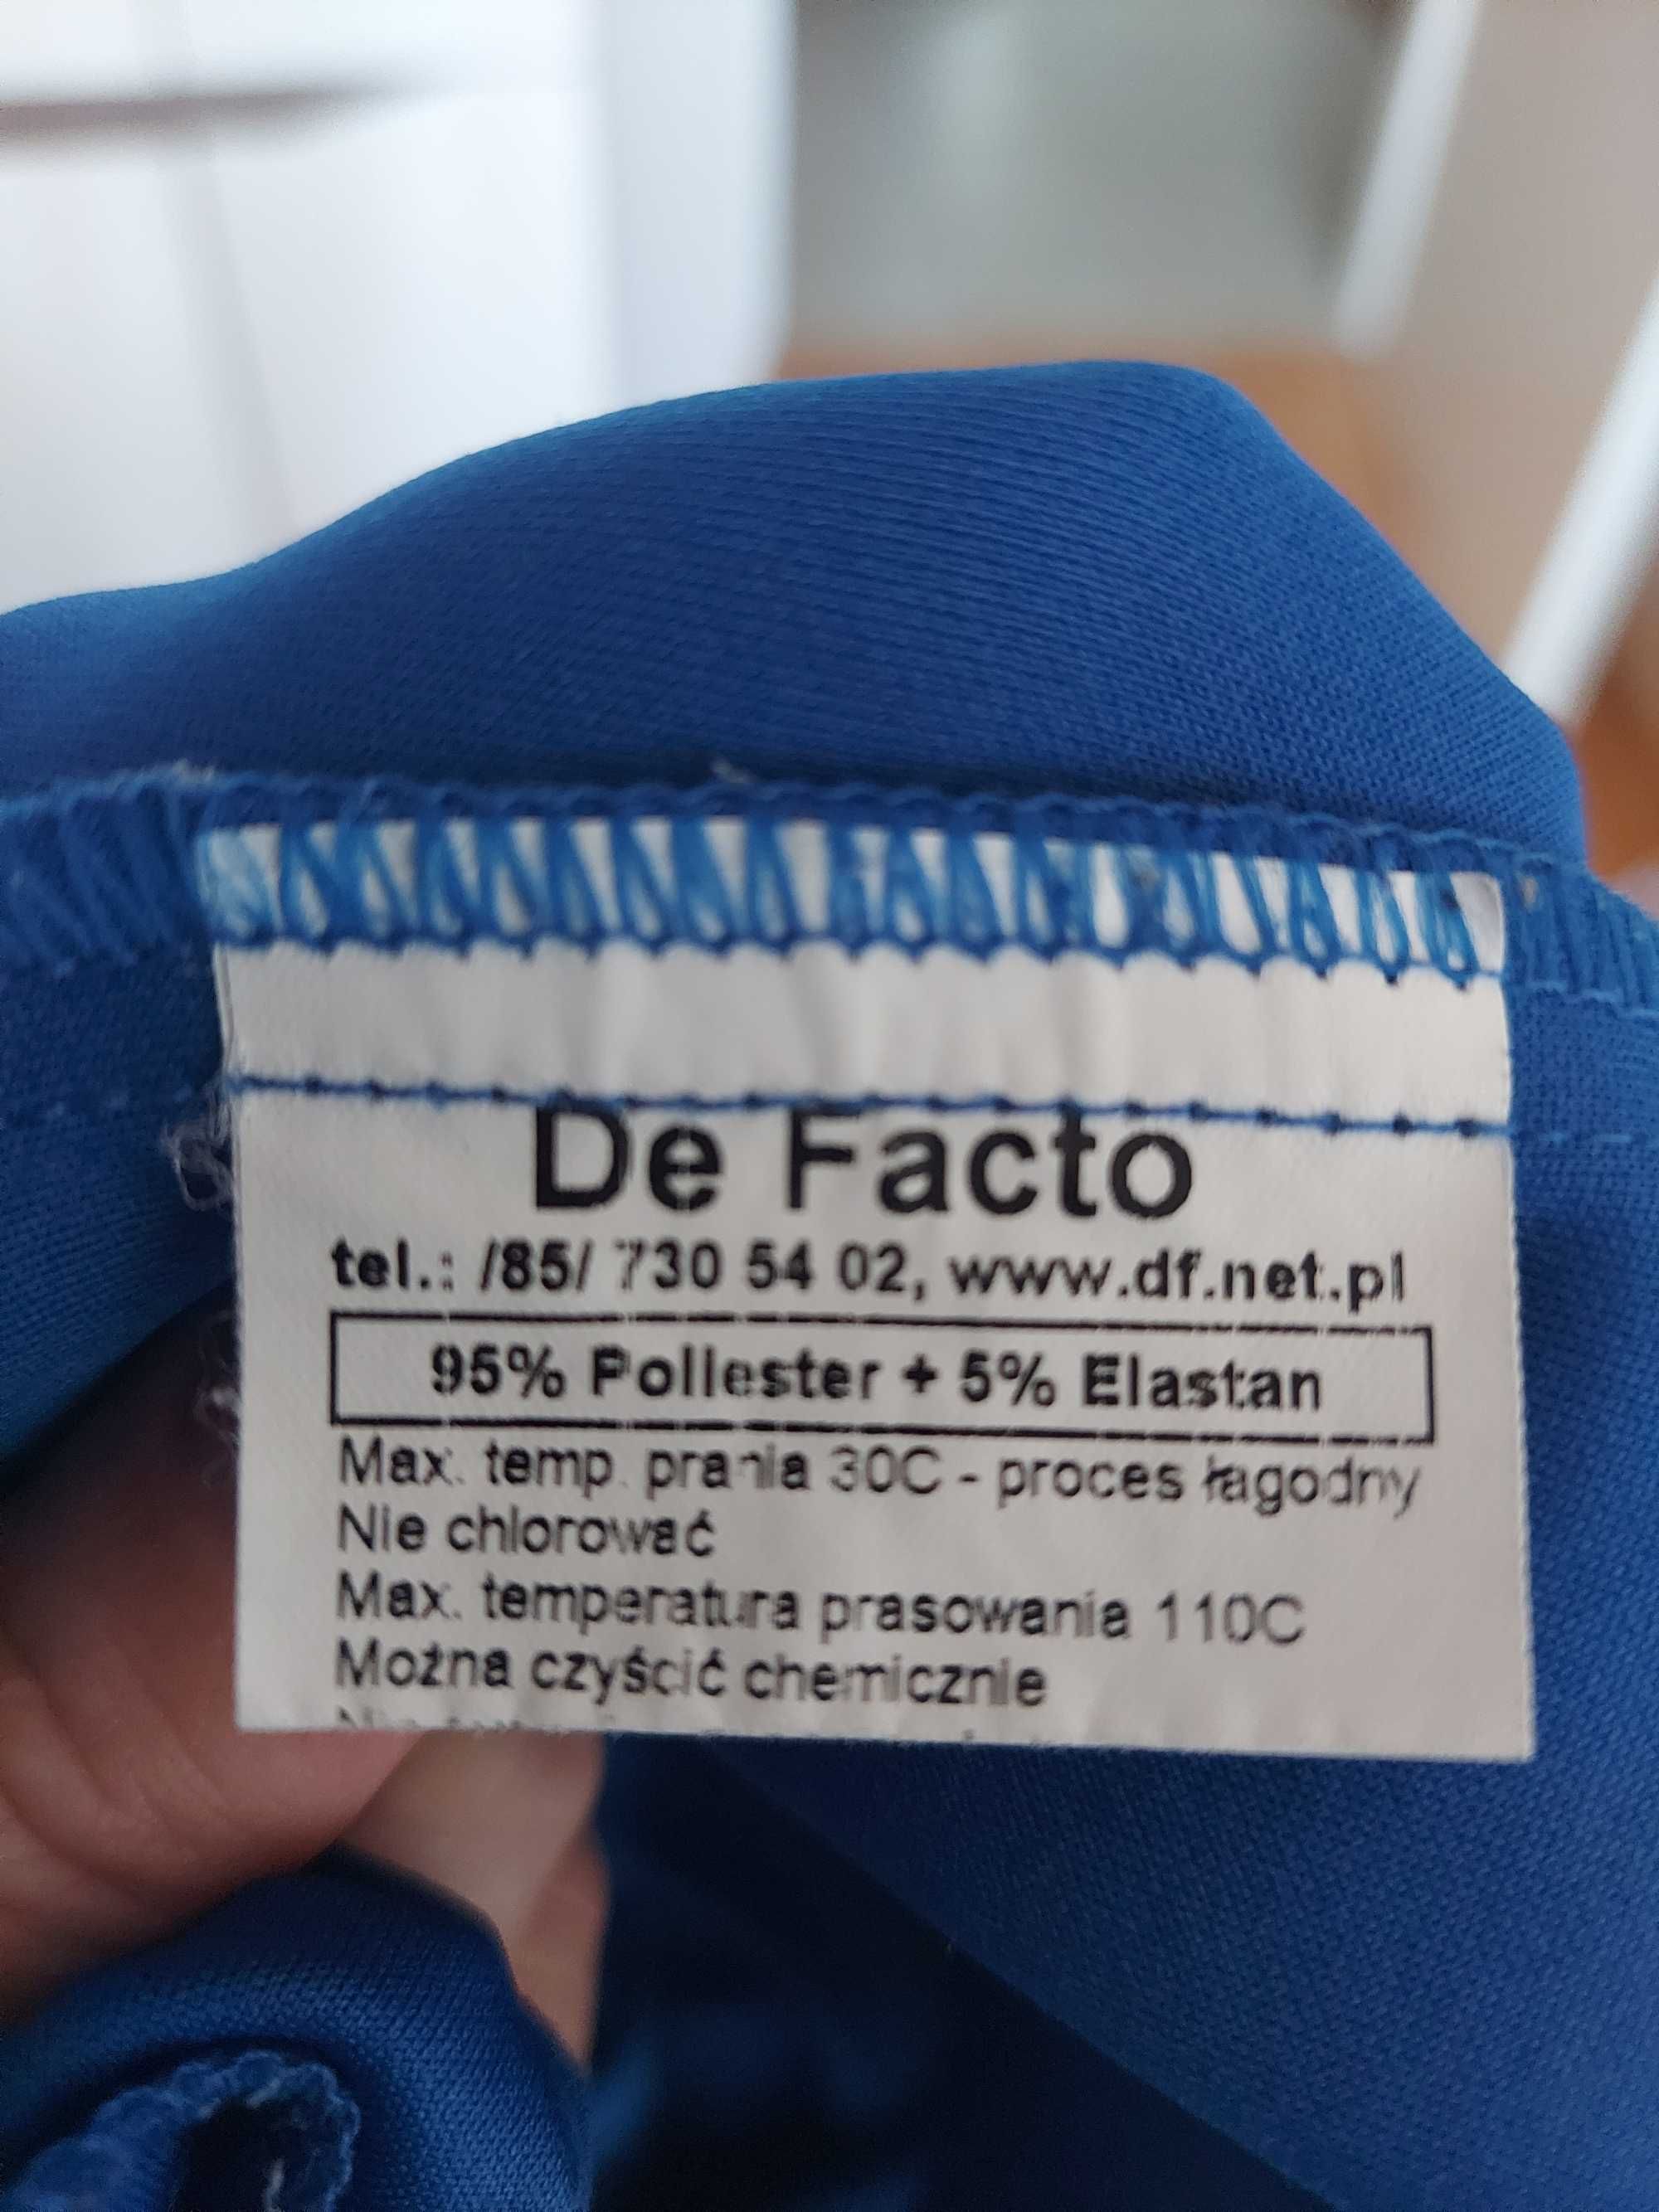 De Facto
tel.: /85/ 730 54 02, www.df.net.pl
95% Poliester + 5% Elastan
Max. temp. prania 30C - proces łagodny
Nie chlorować
Max. temperatura prasowania 110C
Można czyścić chemicznie